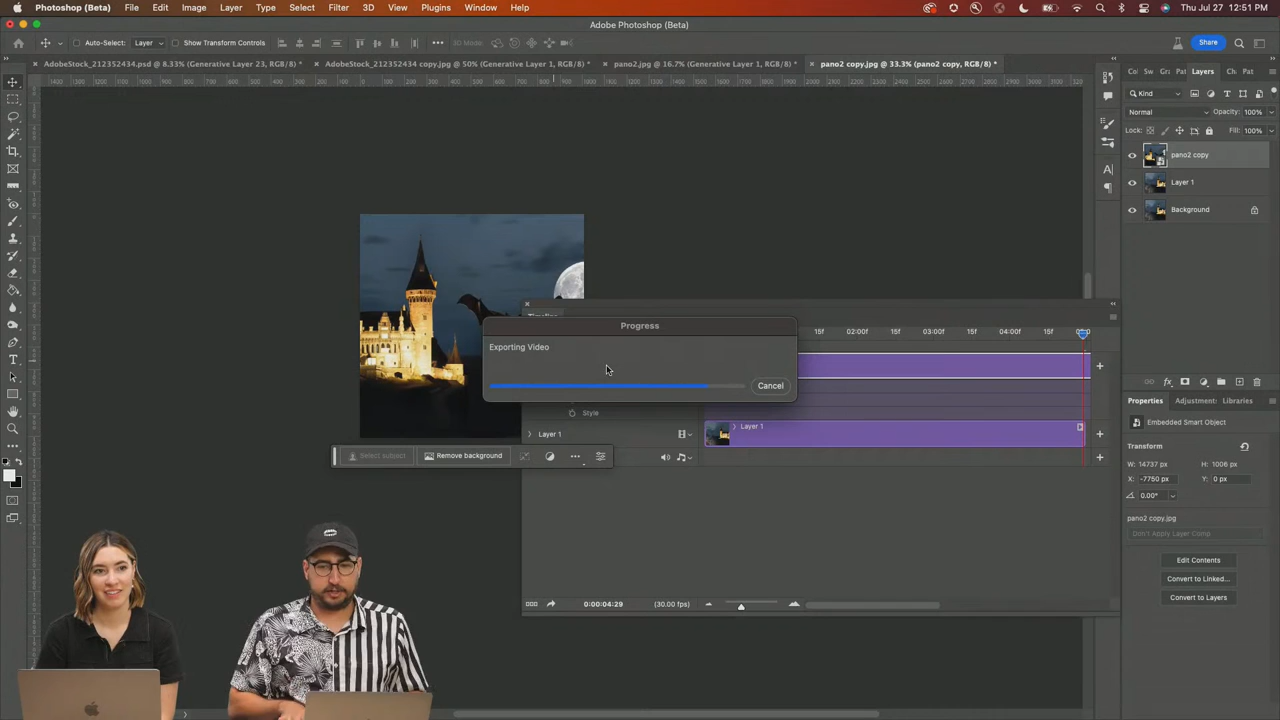 Photoshop (Beta) File Edit Image Layer Type Select Filter 3D View Plugins Window Help Thu Jul 27 12:51 PM
Adobe Photoshop (Beta)
Auto-Select: Layer Show Transform Controls 3D Mode: Share
AdobeStock_212352434.psd @ 8.33% (Generative Layer 23, RGB/8) * AdobeStock_212352434 copy.jpg @ 50% (Generative Layer 1, RGB/8) * pano2.jpg @ 16.7% (Generative Layer 1, RGB/8) * pano2 copy.jpg @ 33.3% (pano2 copy, RGB/8) *
Layers Ch Pat
Kind
Normal Opacity: 100%
Lock: Fill: 100%
pano2 copy
Layer 1
Background
Progress
Exporting Video
Cancel
15f 02:00f 15f 03:00f 15f 04:00f 15f
Style
Layer 1
Layer 1
Select subject Remove background
0:00:04:29 (30.00 fps)
Properties Adjustment Libraries
Embedded Smart Object
Transform
W: 14737 px H: 1006 px
X: -7750 px Y: 0 px
0.00°
pano2 copy.jpg
Don't Apply Layer Comp
Edit Contents
Convert to Linked...
Convert to Layers